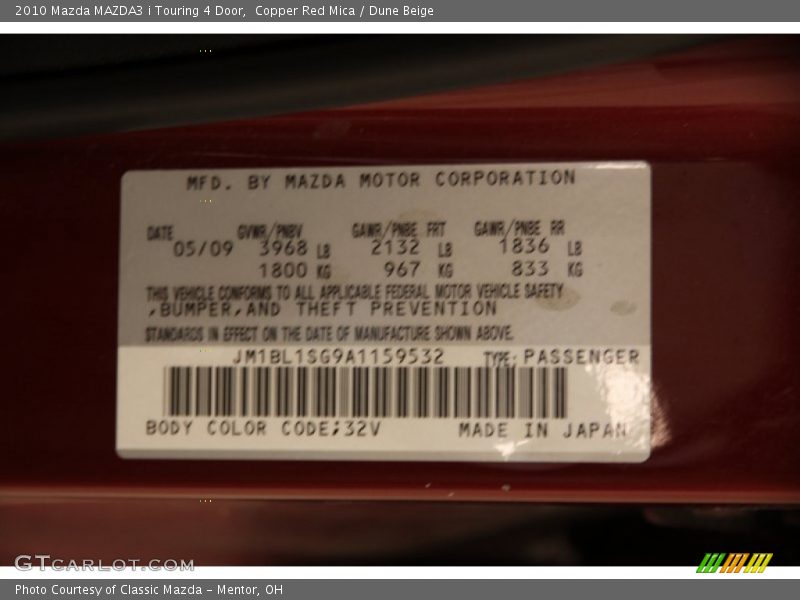 2010 Mazda MAZDA3 i Touring 4 Door,  Copper Red Mica / Dune Beige
MFD. BY MAZDA MOTOR CORPORATION
DATE GVWR/PNBV GAWR/PNBE FRT GAWR/PNBE RR
05/09 3968 LB 2132 LB 1836 LB
1800 KG 967 KG 833 KG
THIS VEHICLE CONFORMS TO ALL APPLICABLE FEDERAL MOTOR VEHICLE SAFETY
,BUMPER,AND THEFT PREVENTION
STANDARDS IN EFFECT ON THE DATE OF MANUFACTURE SHOWN ABOVE.
JM1BL1SG9A1159532 TYPE: PASSENGER
BODY COLOR CODE:32V MADE IN JAPAN
GTCARLOT.COM
Photo Courtesy of Classic Mazda - Mentor, OH